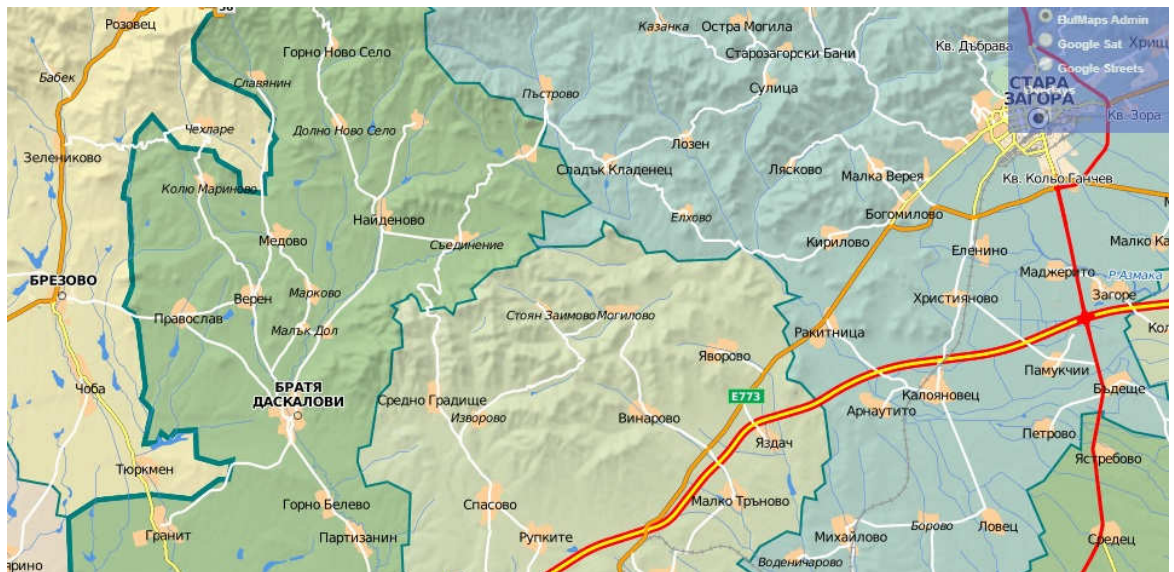 38
Розовец
Казанка
Остра Могила
BulMaps Admin
Горно Ново Село
Старозагорски Бани
Кв. Дъбрава
Google Sat
Бабек
Славянин
Google Streets
Пъстрово
Сулица
СТАРА
ЗАГОРА
Overlays
Кв. Зора
Чехларе
Долно Ново Село
Лозен
Зелениково
Сладък Кладенец
Лясково
Малка Верея
Кв. Кольо Ганчев
Колю Мариново
Найденово
Елхово
Богомилово
Медово
Съединение
Кирилово
Еленино
Маджерито
Р.Азмака
БРЕЗОВО
Верен
Марково
Християново
Загоре
Православ
Малък Дол
Стоян Заимово
Могилово
Ракитница
Яворово
Памукчии
Чоба
БРАТЯ
ДАСКАЛОВИ
Средно Градище
Изворово
Винарово
E773
Арнаутито
Калояновец
Бъдеще
Яздач
Петрово
Ястребово
Тюркмен
Горно Белево
Спасово
Малко Тръново
Гранит
Партизанин
Рупките
Михайлово
Борово
Ловец
Средец
Воденичарово